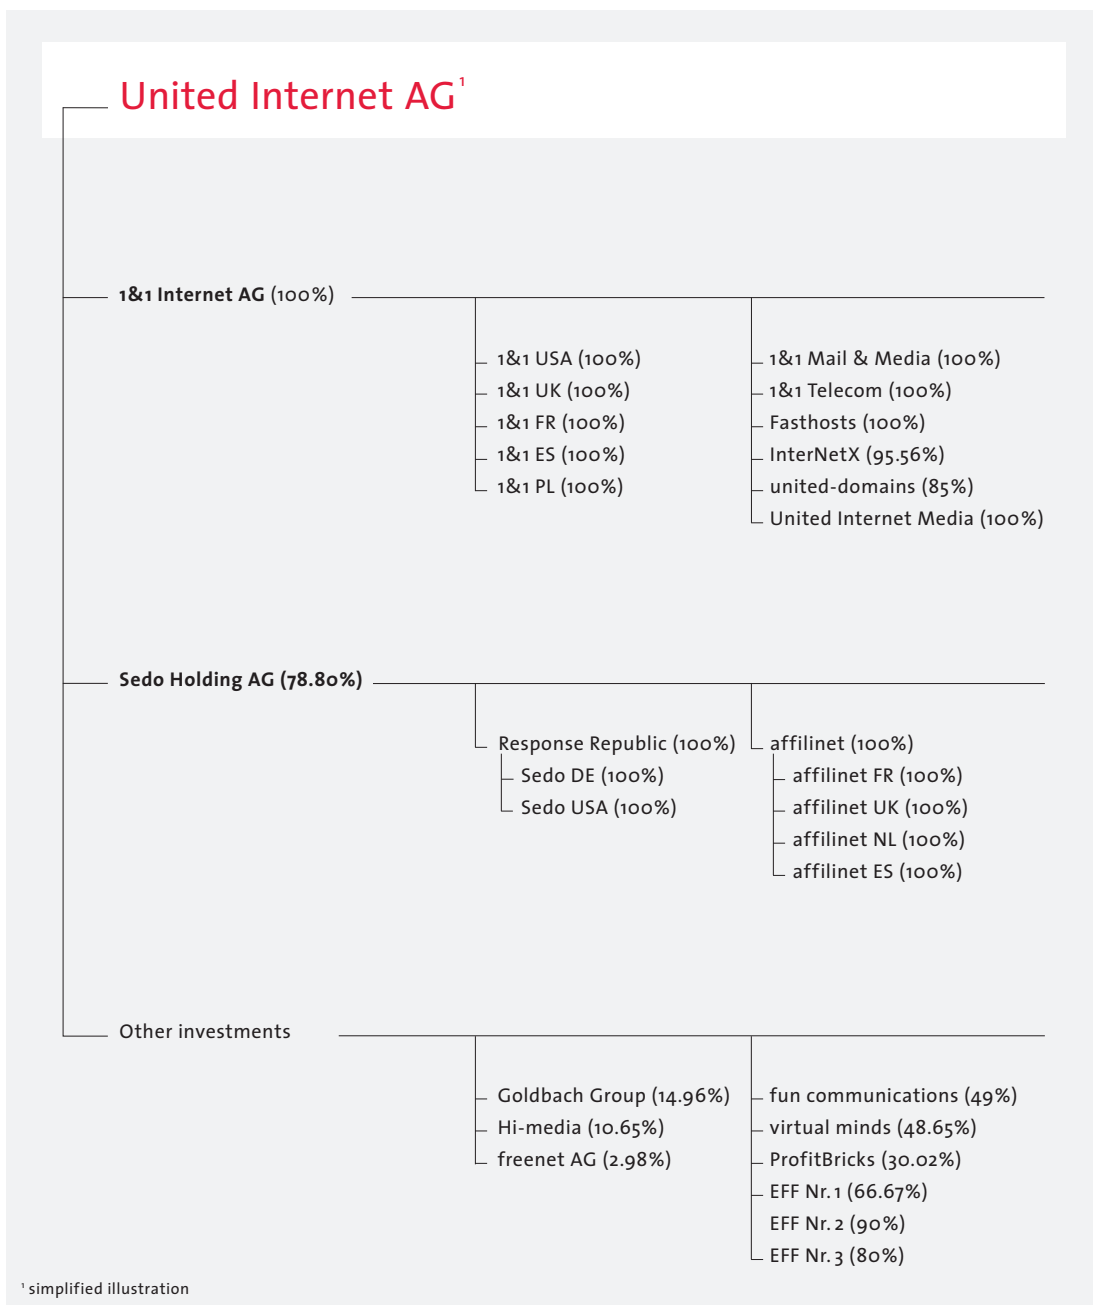 United Internet AG¹
1&1 Internet AG (100%)
1&1 USA (100%)
1&1 UK (100%)
1&1 FR (100%)
1&1 ES (100%)
1&1 PL (100%)
1&1 Mail & Media (100%)
1&1 Telecom (100%)
Fasthosts (100%)
InterNetX (95.56%)
united-domains (85%)
United Internet Media (100%)
Sedo Holding AG (78.80%)
Response Republic (100%)
Sedo DE (100%)
Sedo USA (100%)
affilinet (100%)
affilinet FR (100%)
affilinet UK (100%)
affilinet NL (100%)
affilinet ES (100%)
Other investments
Goldbach Group (14.96%)
Hi-media (10.65%)
freenet AG (2.98%)
fun communications (49%)
virtual minds (48.65%)
ProfitBricks (30.02%)
EFF Nr. 1 (66.67%)
EFF Nr. 2 (90%)
EFF Nr. 3 (80%)
¹ simplified illustration